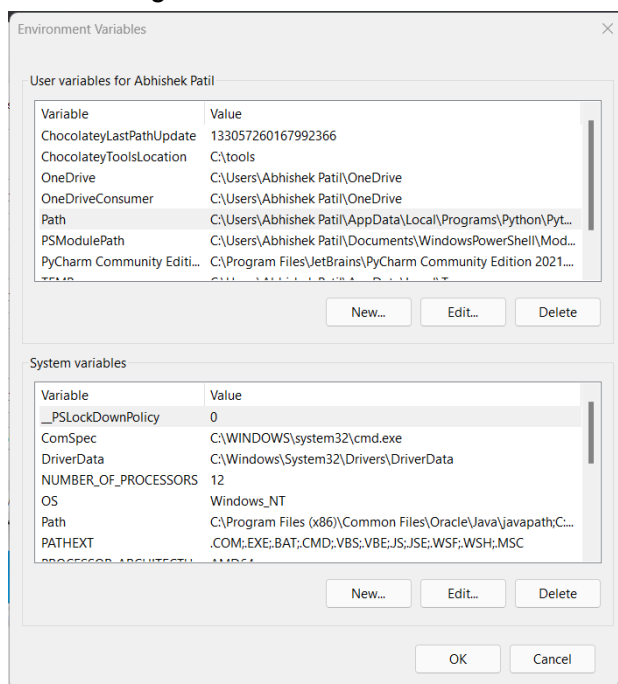 Environment Variables
User variables for Abhishek Patil
Variable Value
ChocolateyLastPathUpdate 133057260167992366
ChocolateyToolsLocation C:\tools
OneDrive C:\Users\Abhishek Patil\OneDrive
OneDriveConsumer C:\Users\Abhishek Patil\OneDrive
Path C:\Users\Abhishek Patil\AppData\Local\Programs\Python\Pyt...
PSModulePath C:\Users\Abhishek Patil\Documents\WindowsPowerShell\Mod...
PyCharm Community Editi... C:\Program Files\JetBrains\PyCharm Community Edition 2021....
New... Edit... Delete
System variables
Variable Value
__PSLockDownPolicy 0
ComSpec C:\WINDOWS\system32\cmd.exe
DriverData C:\Windows\System32\Drivers\DriverData
NUMBER_OF_PROCESSORS 12
OS Windows_NT
Path C:\Program Files (x86)\Common Files\Oracle\Java\javapath;C:...
PATHEXT .COM;.EXE;.BAT;.CMD;.VBS;.VBE;.JS;.JSE;.WSF;.WSH;.MSC
New... Edit... Delete
OK Cancel